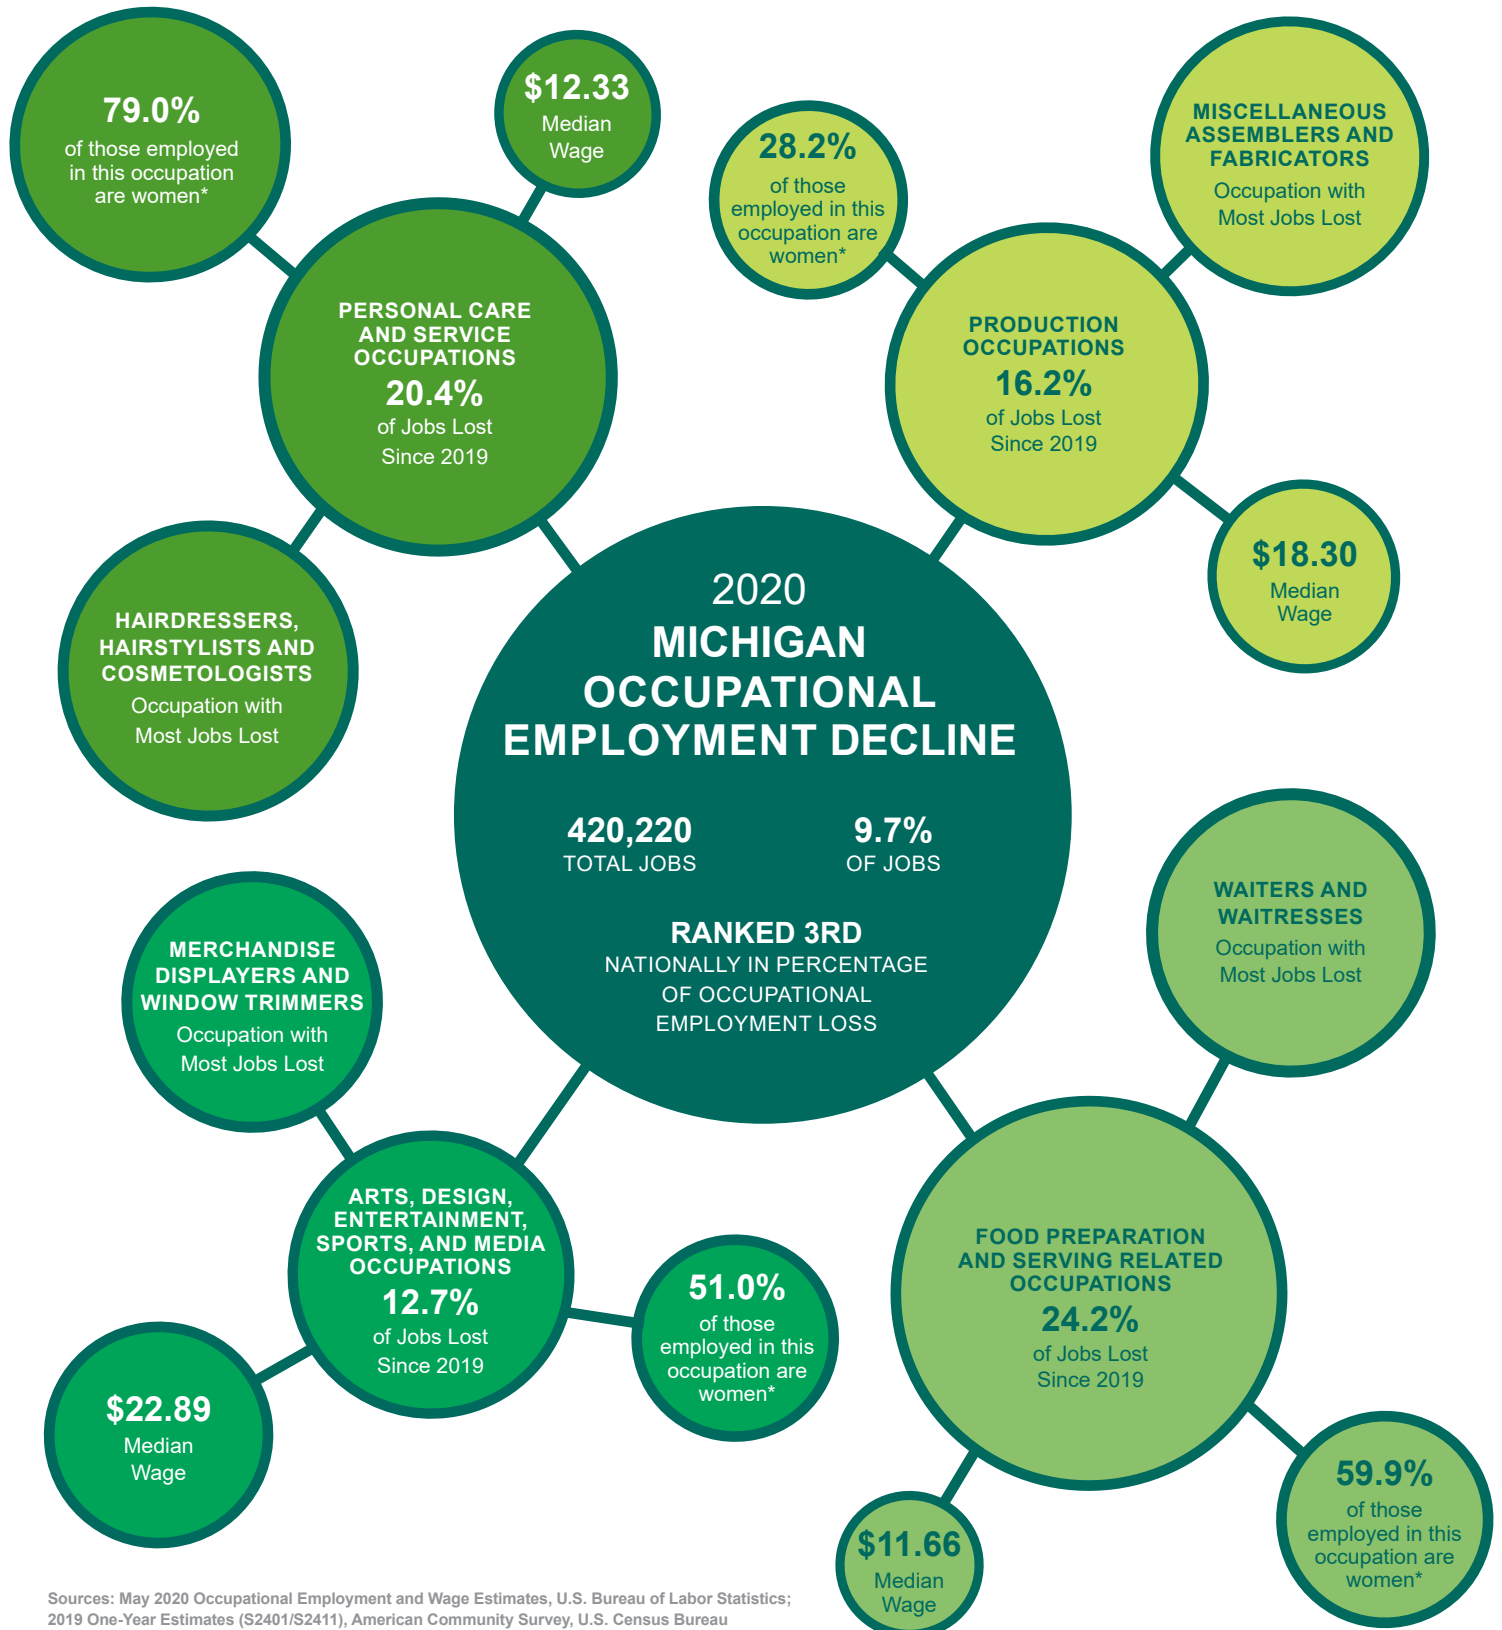 79.0%
of those employed
in this occupation
are women*
$12.33
Median
Wage
PERSONAL CARE
AND SERVICE
OCCUPATIONS
20.4%
of Jobs Lost
Since 2019
HAIRDRESSERS,
HAIRSTYLISTS AND
COSMETOLOGISTS
Occupation with
Most Jobs Lost
28.2%
of those
employed in this
occupation are
women*
MISCELLANEOUS
ASSEMBLERS AND
FABRICATORS
Occupation with
Most Jobs Lost
PRODUCTION
OCCUPATIONS
16.2%
of Jobs Lost
Since 2019
$18.30
Median
Wage
2020
MICHIGAN
OCCUPATIONAL
EMPLOYMENT DECLINE
420,220
TOTAL JOBS
9.7%
OF JOBS
RANKED 3RD
NATIONALLY IN PERCENTAGE
OF OCCUPATIONAL
EMPLOYMENT LOSS
MERCHANDISE
DISPLAYERS AND
WINDOW TRIMMERS
Occupation with
Most Jobs Lost
ARTS, DESIGN,
ENTERTAINMENT,
SPORTS, AND MEDIA
OCCUPATIONS
12.7%
of Jobs Lost
Since 2019
51.0%
of those
employed in this
occupation are
women*
$22.89
Median
Wage
WAITERS AND
WAITRESSES
Occupation with
Most Jobs Lost
FOOD PREPARATION
AND SERVING RELATED
OCCUPATIONS
24.2%
of Jobs Lost
Since 2019
$11.66
Median
Wage
59.9%
of those
employed in this
occupation are
women*
Sources: May 2020 Occupational Employment and Wage Estimates, U.S. Bureau of Labor Statistics;
2019 One-Year Estimates (S2401/S2411), American Community Survey, U.S. Census Bureau